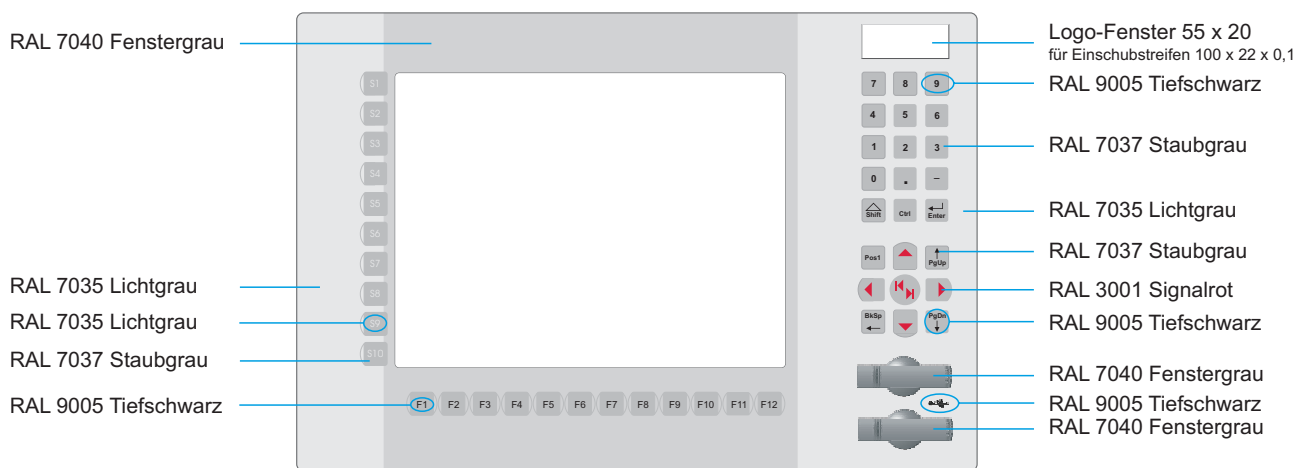 RAL 7040 Fenstergrau
RAL 7035 Lichtgrau
RAL 7035 Lichtgrau
RAL 7037 Staubgrau
RAL 9005 Tiefschwarz
S1
S2
S3
S4
S5
S6
S7
S8
S9
S10
F1 F2 F3 F4 F5 F6 F7 F8 F9 F10 F11 F12
7 8 9
4 5 6
1 2 3
0 . –
Shift Ctrl Enter
Pos1 PgUp
BkSp PgDn
Logo-Fenster 55 x 20
für Einschubstreifen 100 x 22 x 0,1
RAL 9005 Tiefschwarz
RAL 7037 Staubgrau
RAL 7035 Lichtgrau
RAL 7037 Staubgrau
RAL 3001 Signalrot
RAL 9005 Tiefschwarz
RAL 7040 Fenstergrau
RAL 9005 Tiefschwarz
RAL 7040 Fenstergrau